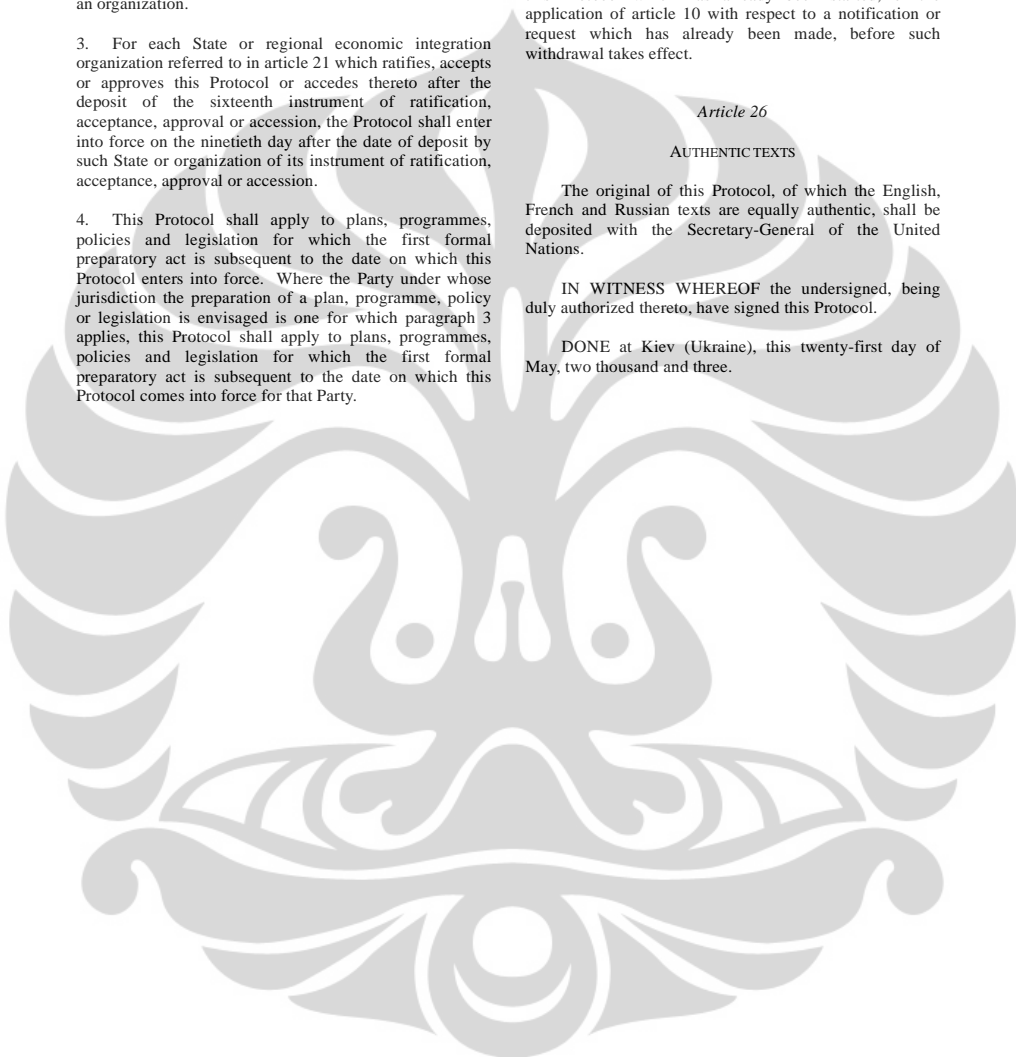 an organization.
3. For each State or regional economic integration
organization referred to in article 21 which ratifies, accepts
or approves this Protocol or accedes thereto after the
deposit of the sixteenth instrument of ratification,
acceptance, approval or accession, the Protocol shall enter
into force on the ninetieth day after the date of deposit by
such State or organization of its instrument of ratification,
acceptance, approval or accession.
4. This Protocol shall apply to plans, programmes,
policies and legislation for which the first formal
preparatory act is subsequent to the date on which this
Protocol enters into force. Where the Party under whose
jurisdiction the preparation of a plan, programme, policy
or legislation is envisaged is one for which paragraph 3
applies, this Protocol shall apply to plans, programmes,
policies and legislation for which the first formal
preparatory act is subsequent to the date on which this
Protocol comes into force for that Party.
application of article 10 with respect to a notification or
request which has already been made, before such
withdrawal takes effect.
Article 26
AUTHENTIC TEXTS
The original of this Protocol, of which the English,
French and Russian texts are equally authentic, shall be
deposited with the Secretary-General of the United
Nations.
IN WITNESS WHEREOF the undersigned, being
duly authorized thereto, have signed this Protocol.
DONE at Kiev (Ukraine), this twenty-first day of
May, two thousand and three.